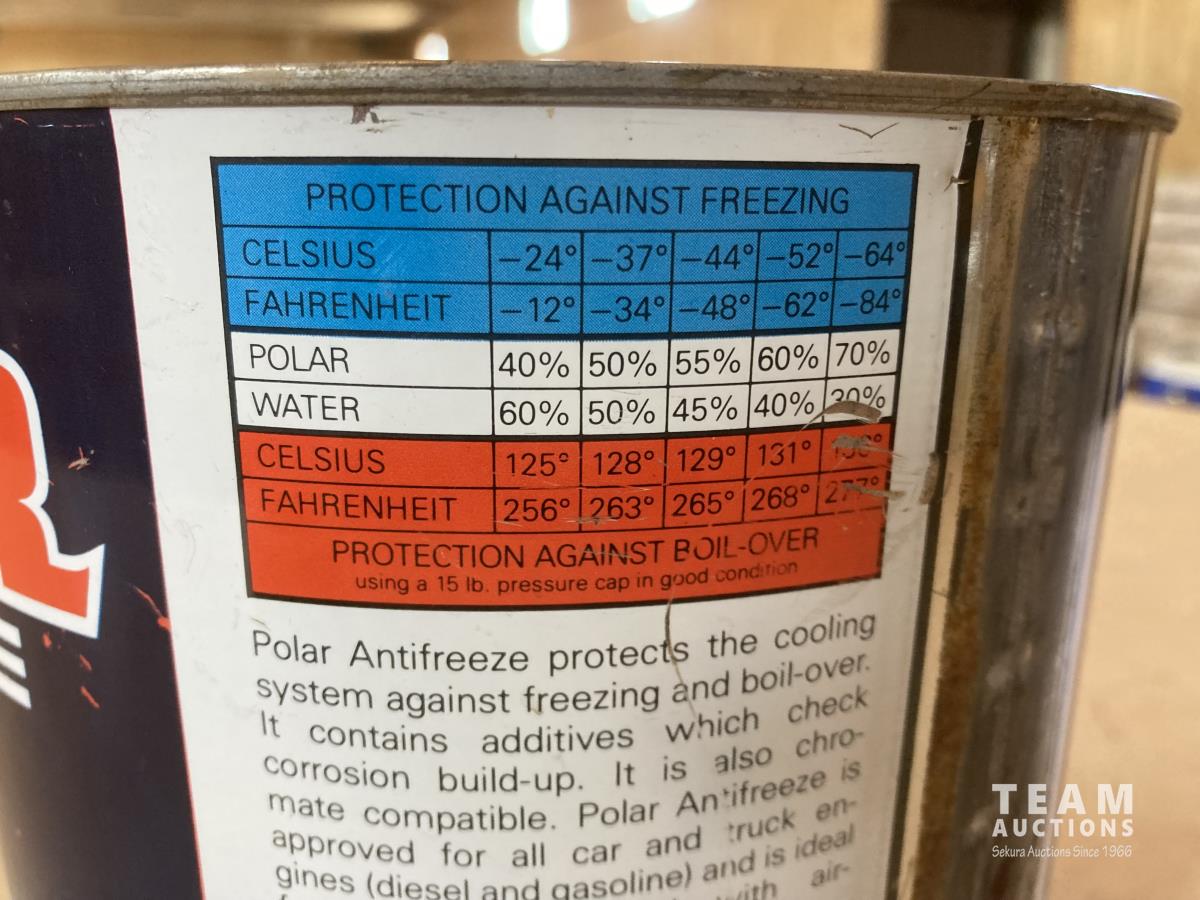 PROTECTION AGAINST FREEZING
CELSIUS −24° −37° −44° −52° −64°
FAHRENHEIT −12° −34° −48° −62° −84°
POLAR 40% 50% 55% 60% 70%
WATER 60% 50% 45% 40% 30%
CELSIUS 125° 128° 129° 131°
FAHRENHEIT 256° 263° 265° 268° 277°
PROTECTION AGAINST BOIL-OVER
using a 15 lb. pressure cap in good condition
Polar Antifreeze protects the cooling
system against freezing and boil-over.
It contains additives which check
corrosion build-up. It is also chro-
mate compatible. Polar Antifreeze is
approved for all car and truck en-
gines (diesel and gasoline) and is ideal
with air-
TEAM
AUCTIONS
Sekura Auctions Since 1966